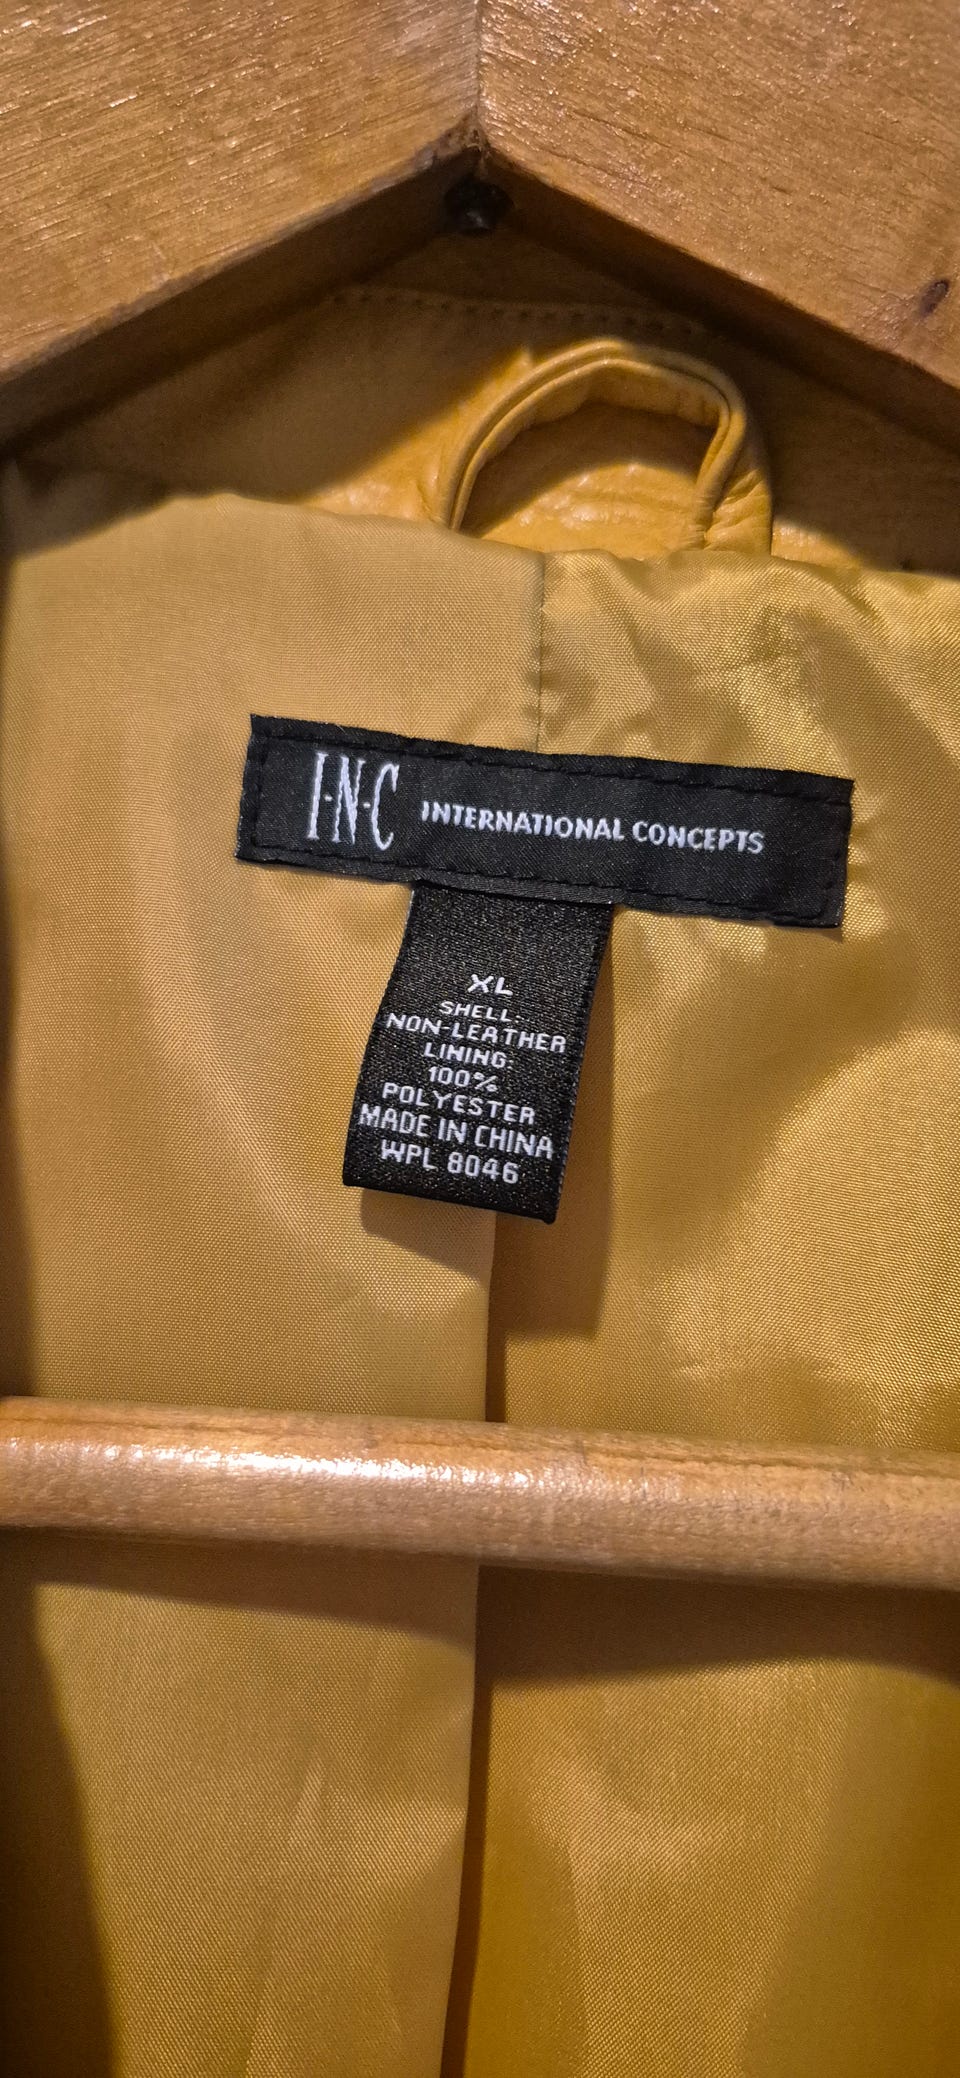 I·N·C INTERNATIONAL CONCEPTS
XL
SHELL:
NON-LEATHER
LINING:
100%
POLYESTER
MADE IN CHINA
WPL 8046